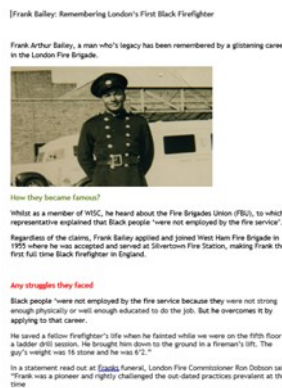 Frank Bailey: Remembering London's First Black Firefighter
Frank Arthur Bailey, a man who's legacy has been remembered by a glistening caree
in the London Fire Brigade.
How they became famous?
Whilst as a member of WISC, he heard about the Fire Brigades Union (FBU), to which
representative explained that Black people "were not employed by the fire service".
Regardless of the claims, Frank Bailey applied and joined West Ham Fire Brigade in
1955 where he was accepted and served at Silvertown Fire Station, making Frank th
first full time Black firefighter in England.
Any struggles they faced
Black people 'were not employed by the fire service because they were not strong
enough physically or well enough educated to do the job. But he overcomes it by
applying to that career.
He saved a fellow firefighter's life when he fainted while we were on the fifth floor
a ladder drill session. He brought him down to the ground in a fireman's lift. The
guy's weight was 16 stone and he was 6'2."
In a statement read out at Franks funeral, London Fire Commissioner Ron Dobson sai
"Frank was a pioneer and rightly challenged the out-dated practices prevalent at th
time